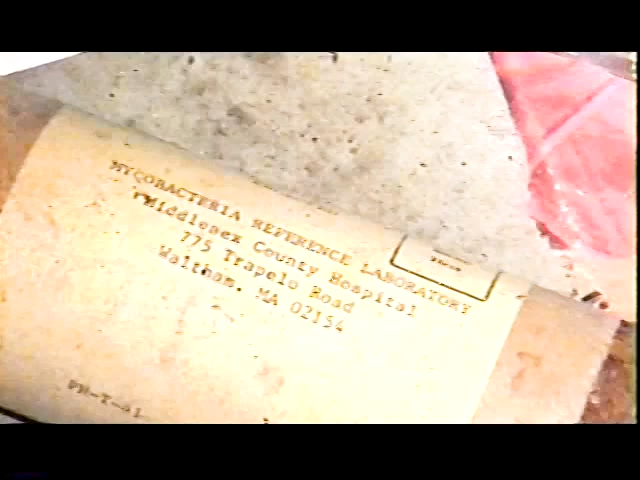 MYCOBACTERIA REFERENCE LABORATORY
Middlesex County Hospital
775 Trapelo Road
Waltham, MA 02154